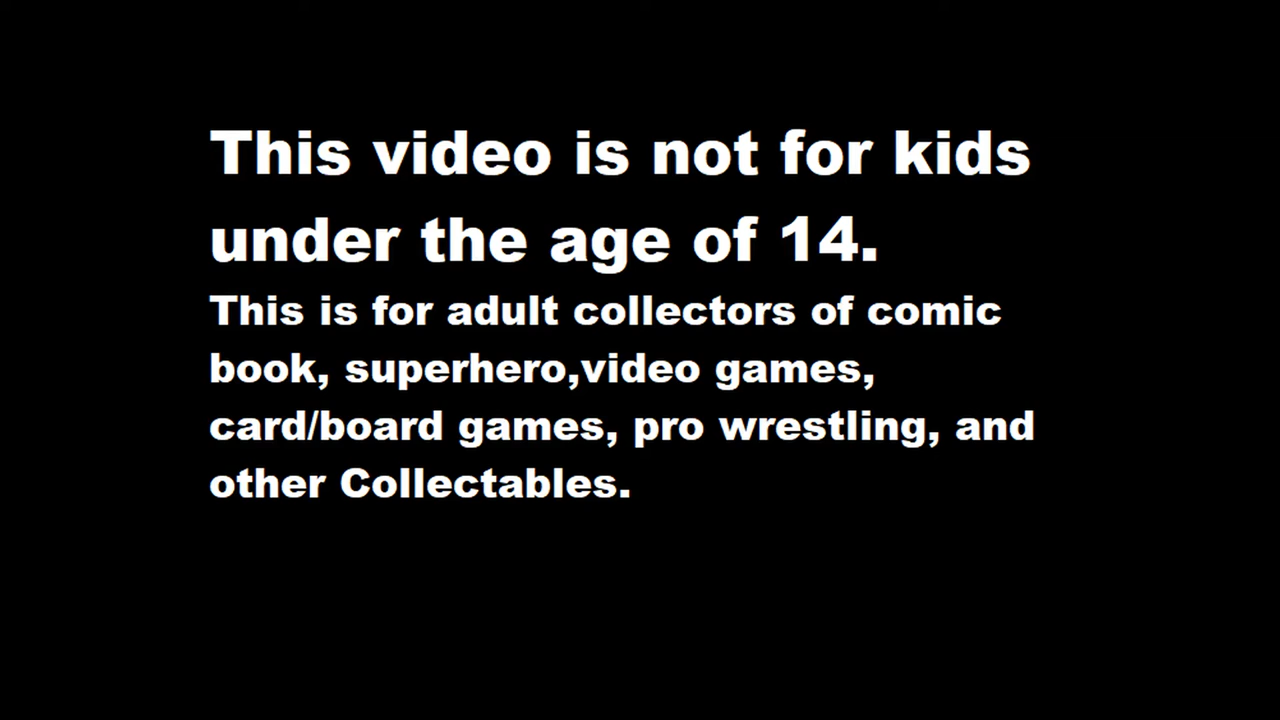 This video is not for kids
under the age of 14.
This is for adult collectors of comic
book, superhero,video games,
card/board games, pro wrestling, and
other Collectables.